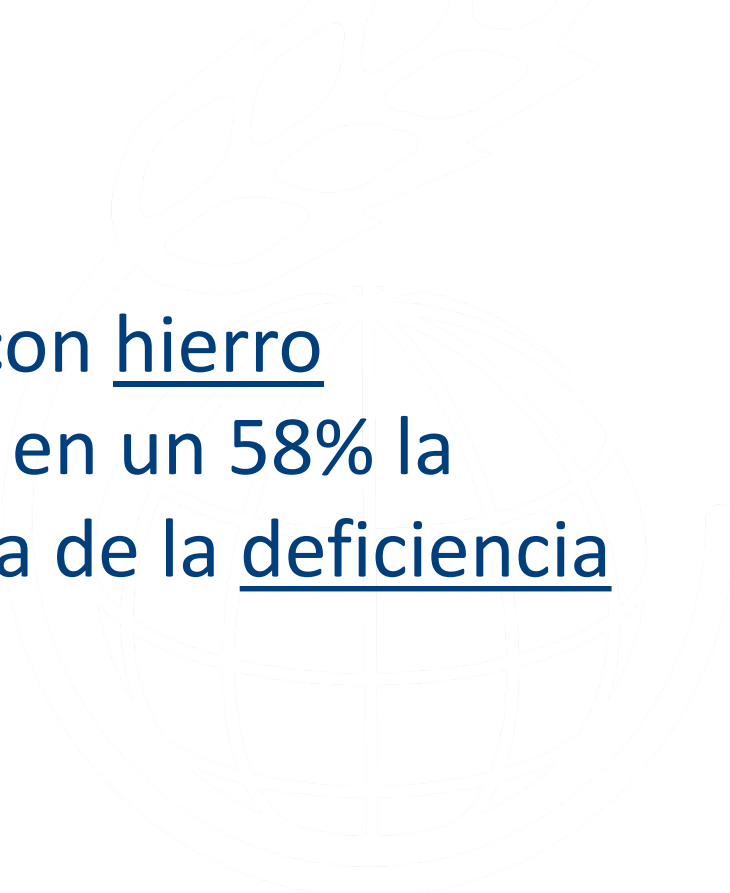 con hierro
en un 58% la
a de la deficiencia